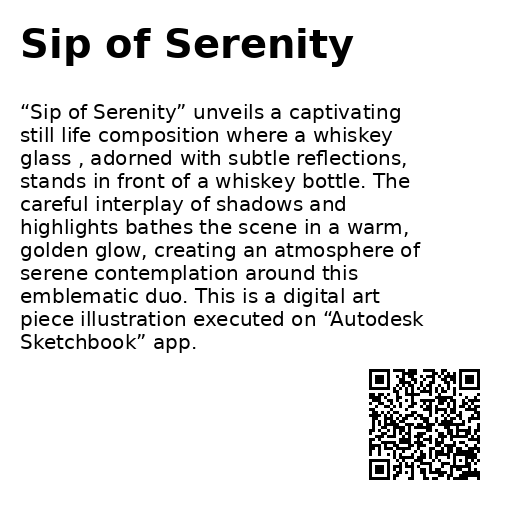 Sip of Serenity
“Sip of Serenity” unveils a captivating
still life composition where a whiskey
glass , adorned with subtle reflections,
stands in front of a whiskey bottle. The
careful interplay of shadows and
highlights bathes the scene in a warm,
golden glow, creating an atmosphere of
serene contemplation around this
emblematic duo. This is a digital art
piece illustration executed on “Autodesk
Sketchbook” app.